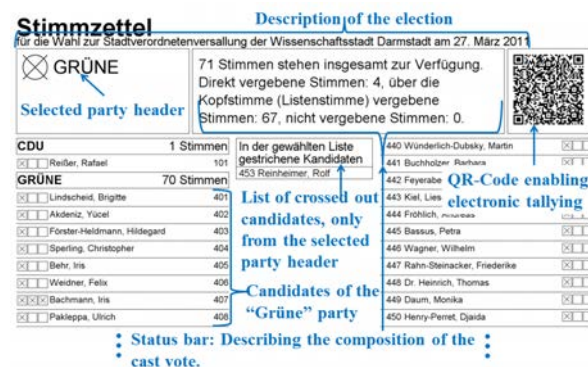 Stimmzettel
Description of the election
für die Wahl zur Stadtverordnetenversallung der Wissenschaftsstadt Darmstadt am 27. März 2011
GRÜNE
Selected party header
71 Stimmen stehen insgesamt zur Verfügung.
Direkt vergebene Stimmen: 4, über die
Kopfstimme (Listenstimme) vergebene
Stimmen: 67, nicht vergebene Stimmen: 0.
CDU 1 Stimmen
Reißer, Rafael 101
GRÜNE 70 Stimmen
Lindscheid, Brigitte 401
Akdeniz, Yücel 402
Förster-Heldmann, Hildegard 403
Sperling, Christopher 404
Behr, Iris 405
Weidner, Felix 406
Bachmann, Iris 407
Pakleppa, Ulrich 408
In der gewählten Liste
gestrichene Kandidaten
453 Reinheimer, Rolf
List of crossed out
candidates, only
from the selected
party header
Candidates of the
“Grüne” party
440 Wünderlich-Dubsky, Martin
441 Buchholzer, Barbara
442 Feyerabe
443 Kiel, Lies
444 Fröhlich,
445 Bassus, Petra
446 Wagner, Wilhelm
447 Rahn-Steinacker, Friederike
448 Dr. Heinrich, Thomas
449 Daum, Monika
450 Henry-Perret, Djaida
QR-Code enabling
electronic tallying
Status bar: Describing the composition of the
cast vote.